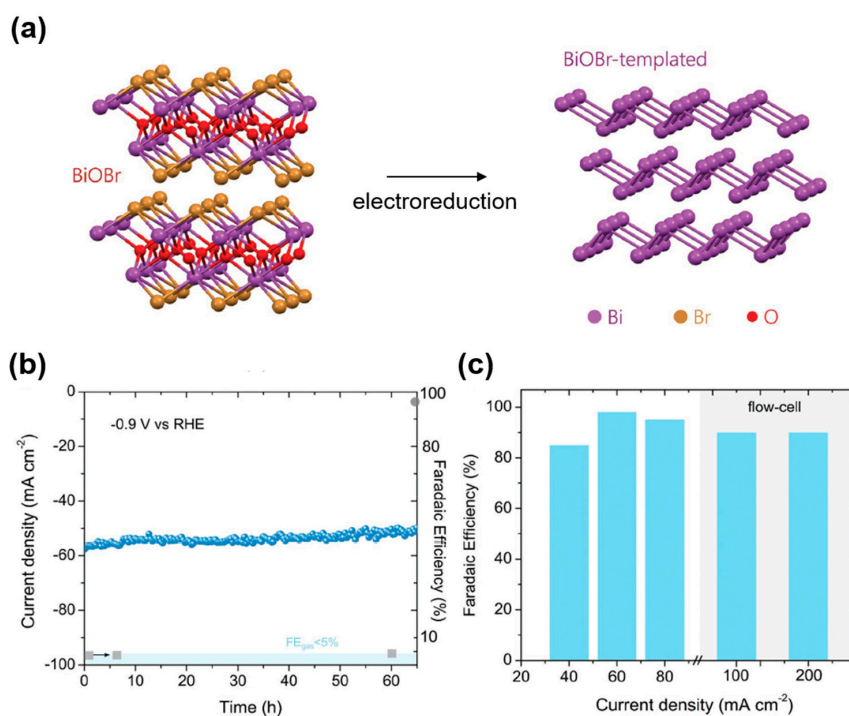 (a)
BiOBr-templated
BiOBr
electroreduction
Bi
Br
O
(b)
0
-20
-40
-60
-80
-100
Current density (mA cm⁻²)
-0.9 V vs RHE
FEgas<5%
0 10 20 30 40 50 60
Time (h)
100
80
10
Faradaic Efficiency (%)
(c)
100
80
60
40
20
0
Faradaic Efficiency (%)
flow-cell
20 40 60 80 100 200
Current density (mA cm⁻²)